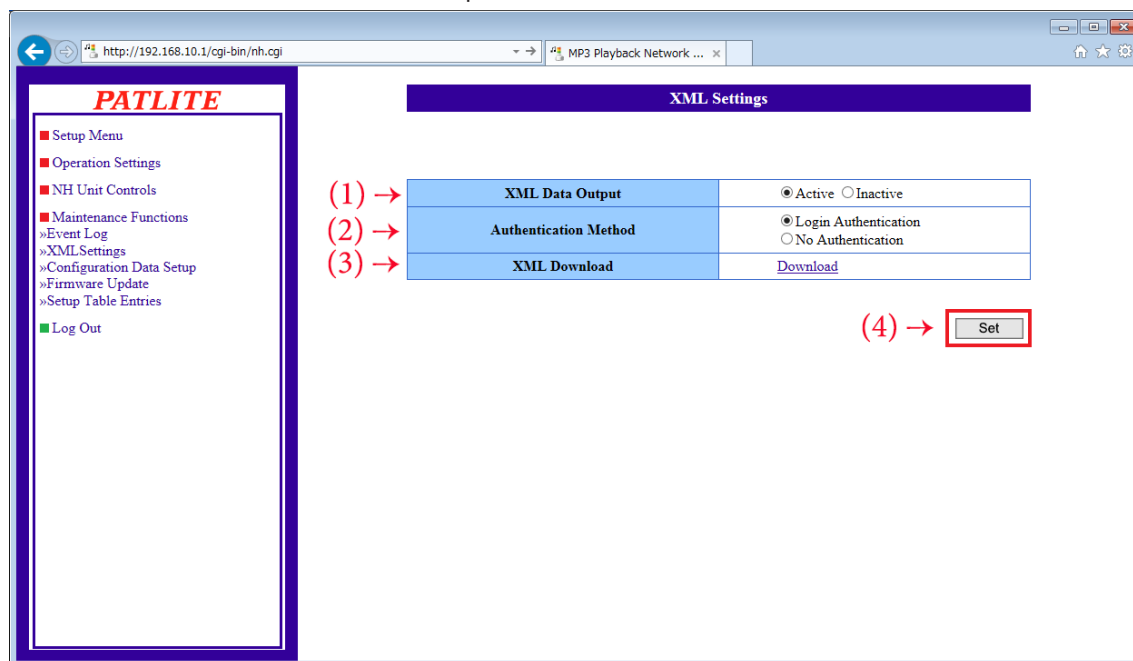 http://192.168.10.1/cgi-bin/nh.cgi
MP3 Playback Network ...
PATLITE
Setup Menu
Operation Settings
NH Unit Controls
Maintenance Functions
»Event Log
»XMLSettings
»Configuration Data Setup
»Firmware Update
»Setup Table Entries
Log Out
XML Settings
(1) → XML Data Output Active Inactive
(2) → Authentication Method Login Authentication
No Authentication
(3) → XML Download Download
(4) → Set